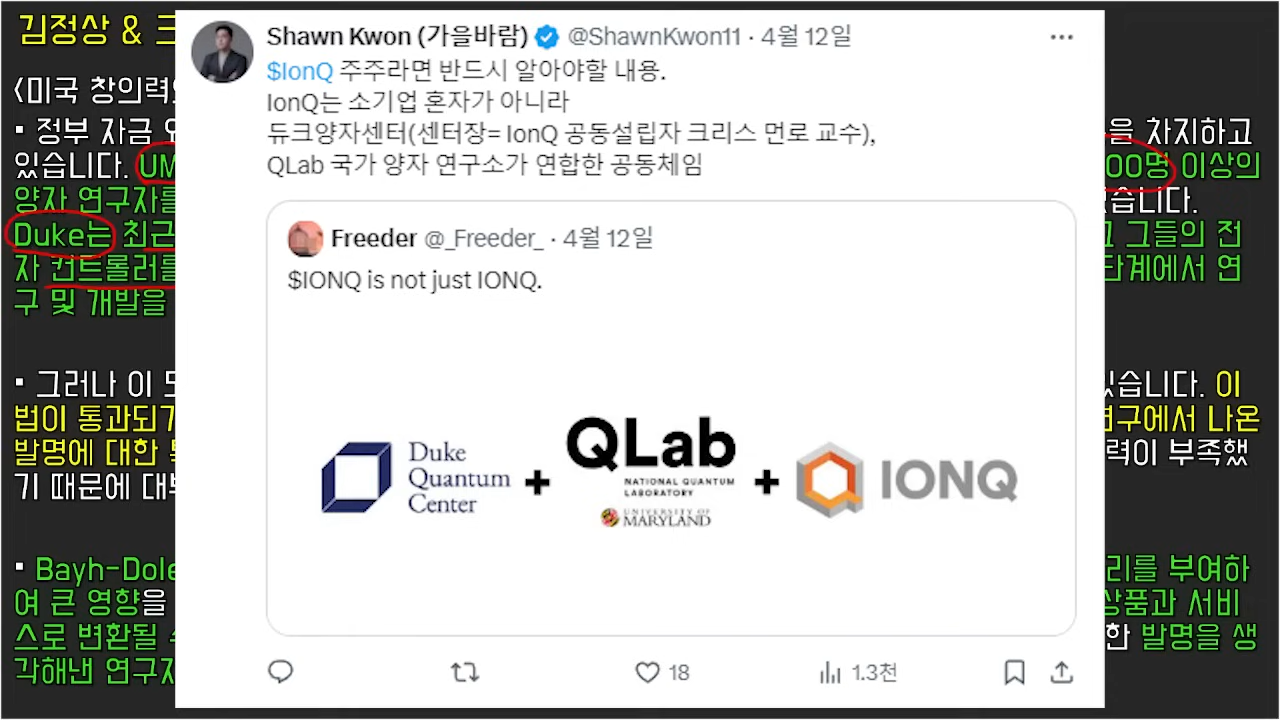 김정상 & 크
<미국 창의력
▪ 정부 자금
을 차지하고
있습니다. UM
00명 이상의
양자 연구자를
습니다.
Duke는 최근
그들의 전
자 컨트롤러를
단계에서 연
구 및 개발을
▪ 그러나 이
있습니다. 이
법이 통과되기
연구에서 나온
발명에 대한
력이 부족했
기 때문에 대부
▪ Bayh-Dole
리를 부여하
여 큰 영향을
상품과 서비
스로 변환될 수
한 발명을 생
각해낸 연구자
Shawn Kwon (가을바람) @ShawnKwon11 · 4월 12일
$IonQ 주주라면 반드시 알아야할 내용.
IonQ는 소기업 혼자가 아니라
듀크양자센터(센터장= IonQ 공동설립자 크리스 먼로 교수),
QLab 국가 양자 연구소가 연합한 공동체임
Freeder @_Freeder_ · 4월 12일
$IONQ is not just IONQ.
Duke
Quantum
Center
+
QLab
NATIONAL QUANTUM
LABORATORY
UNIVERSITY OF
MARYLAND
+
IONQ
18
1.3천